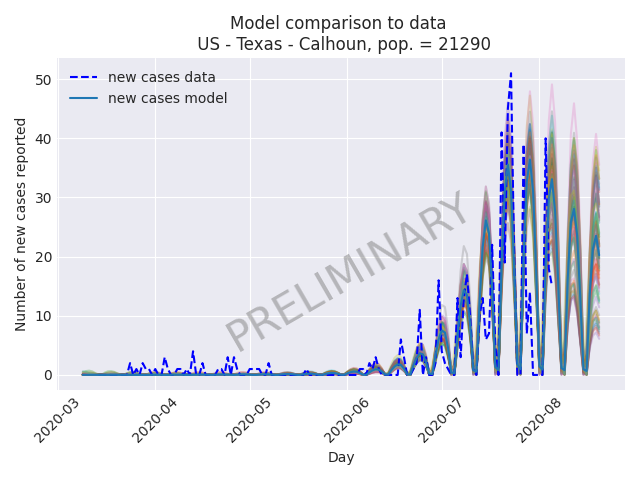 Model comparison to data
US - Texas - Calhoun, pop. = 21290
new cases data
new cases model
PRELIMINARY
Number of new cases reported
50
40
30
20
10
0
2020-03
2020-04
2020-05
2020-06
2020-07
2020-08
Day